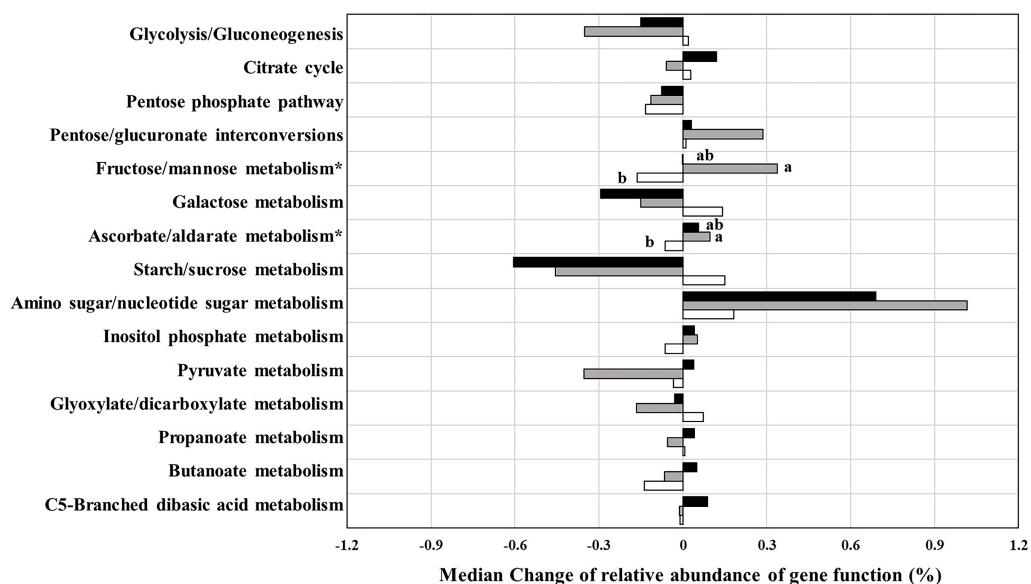 Glycolysis/Gluconeogenesis
Citrate cycle
Pentose phosphate pathway
Pentose/glucuronate interconversions
Fructose/mannose metabolism*
ab
a
b
Galactose metabolism
Ascorbate/aldarate metabolism*
ab
a
b
Starch/sucrose metabolism
Amino sugar/nucleotide sugar metabolism
Inositol phosphate metabolism
Pyruvate metabolism
Glyoxylate/dicarboxylate metabolism
Propanoate metabolism
Butanoate metabolism
C5-Branched dibasic acid metabolism
-1.2 -0.9 -0.6 -0.3 0 0.3 0.6 0.9 1.2
Median Change of relative abundance of gene function (%)